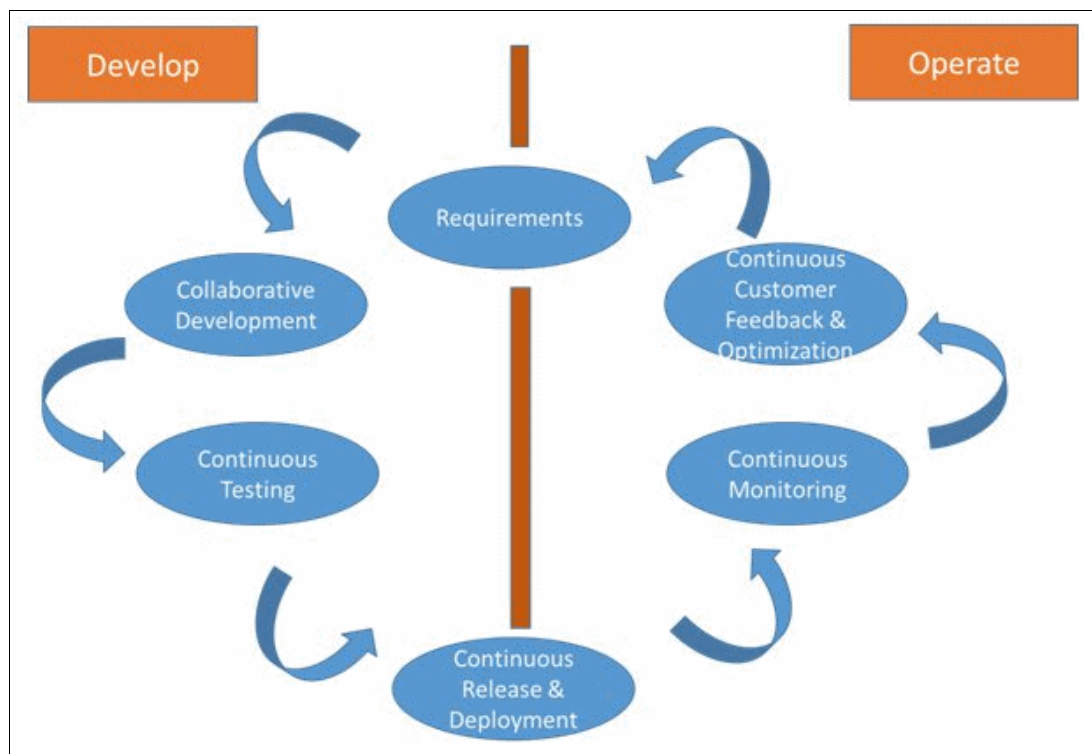 Develop
Operate
Requirements
Collaborative
Development
Continuous
Customer
Feedback &
Optimization
Continuous
Testing
Continuous
Monitoring
Continuous
Release &
Deployment